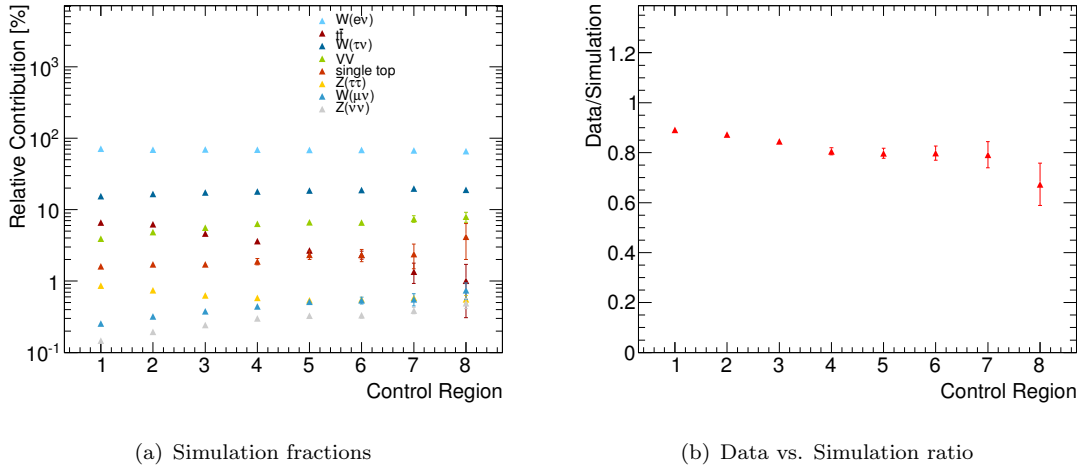 Relative Contribution [%]
10³
10²
10
1
10⁻¹
W(eν)
tt̄
W(τν)
VV
single top
Z(ττ)
W(μν)
Z(νν)
1 2 3 4 5 6 7 8
Control Region
(a) Simulation fractions
Data/Simulation
1.2
1
0.8
0.6
0.4
0.2
0
1 2 3 4 5 6 7 8
Control Region
(b) Data vs. Simulation ratio